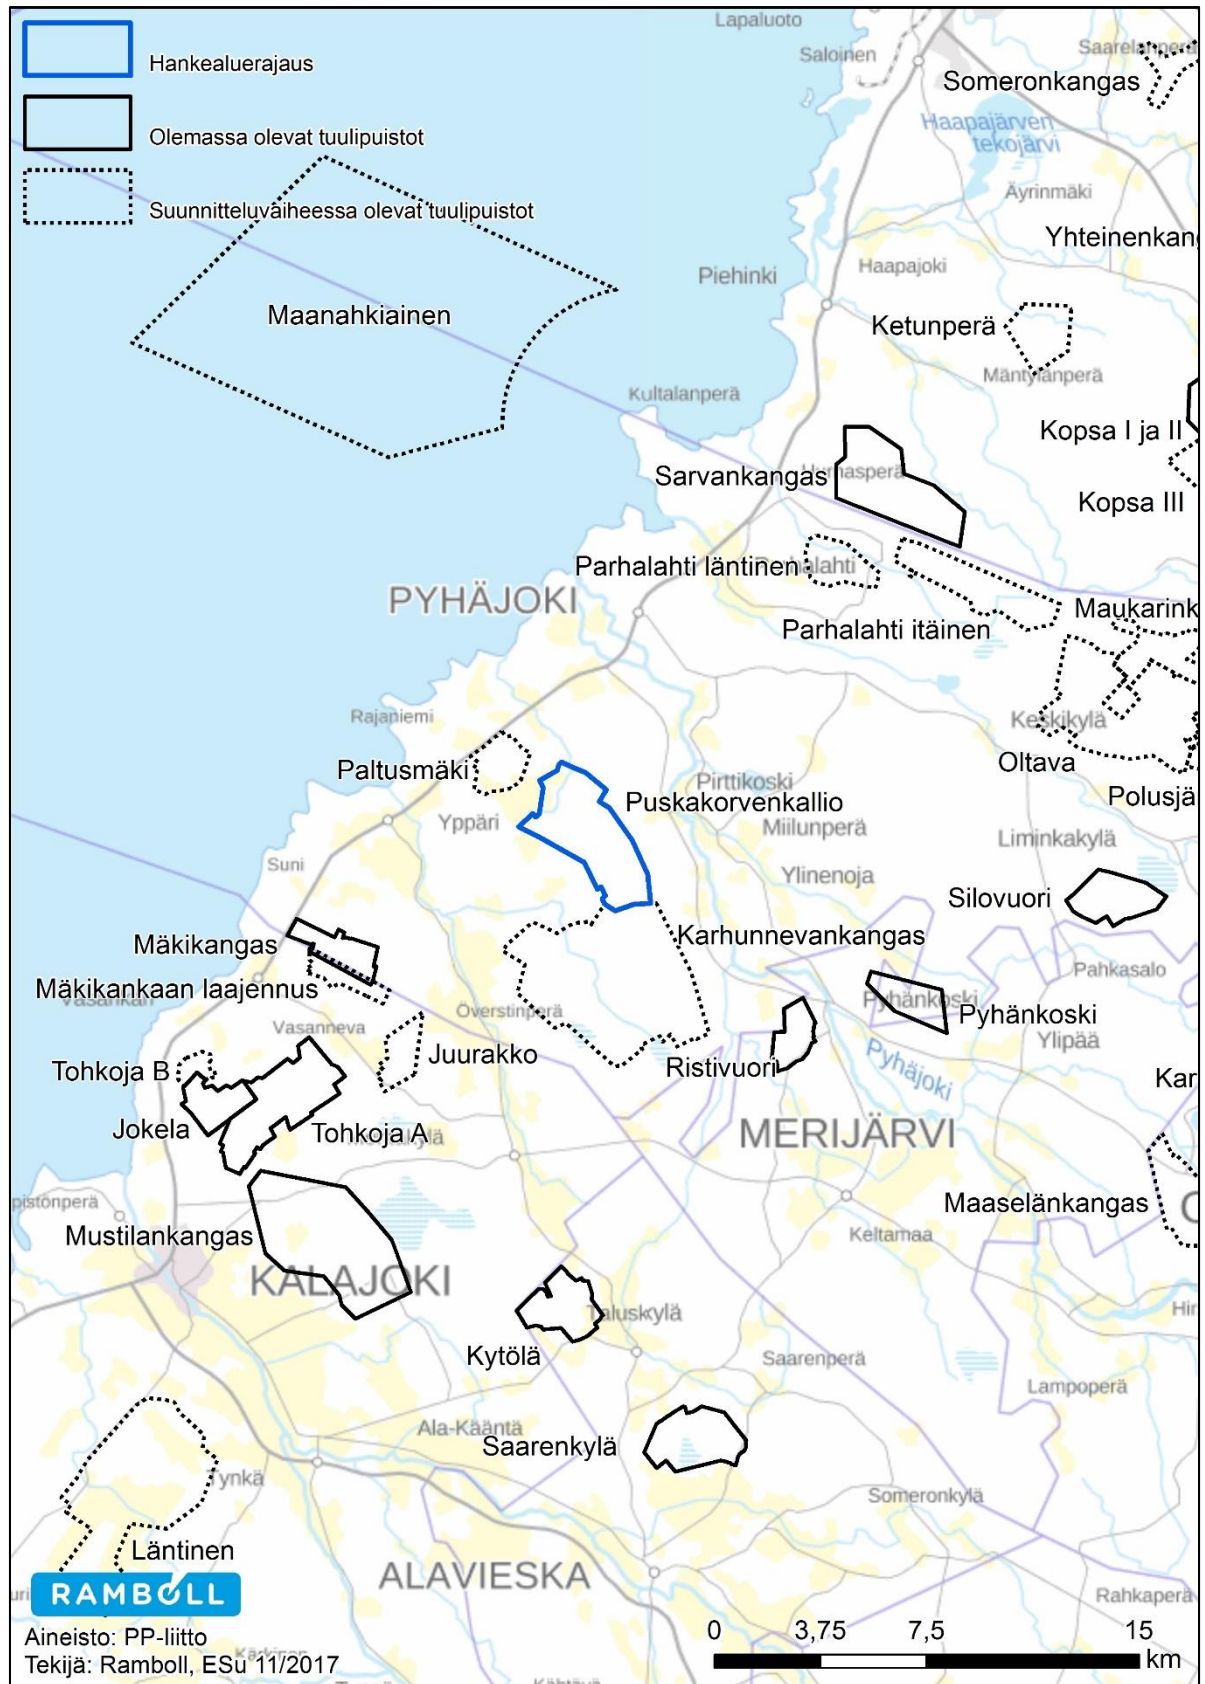 Hankealuerajaus
Olemassa olevat tuulipuistot
Suunnitteluvaiheessa olevat tuulipuistot
Lapaluoto
Saloinen
Saarelanperä
Someronkangas
Haapajärven
tekojärvi
Äyrinmäki
Yhteinenkan
Piehinki
Haapajoki
Maanahkiainen
Ketunperä
Mäntylänperä
Kultalanperä
Kopsa I ja II
Sarvankangas
Kopsa III
Parhalahti läntinen
Parhalahti
PYHÄJOKI
Maukarink
Parhalahti itäinen
Rajaniemi
Keskikylä
Oltava
Paltusmäki
Pirttikoski
Puskakorvenkallio
Polusjä
Yppäri
Miilunperä
Liminkakylä
Suni
Ylinenoja
Silovuori
Mäkikangas
Karhunnevankangas
Pahkasalo
Mäkikankaan laajennus
Pyhänkoski
Överstinperä
Pyhänkoski
Vasanneva
Ylipää
Juurakko
Ristivuori
Pyhäjoki
Tohkoja B
Kar
Jokela
Tohkoja A
MERIJÄRVI
pistönperä
Maaselänkangas
Mustilankangas
Keltamaa
KALAJOKI
Taluskylä
Hir
Kytölä
Saarenperä
Lampoperä
Ala-Kääntä
Saarenkylä
Tynkä
Someronkylä
Läntinen
ALAVIESKA
RAMBOLL
Rahkaperä
Aineisto: PP-liitto
Tekijä: Ramboll, ESu 11/2017
0 3,75 7,5 15
km